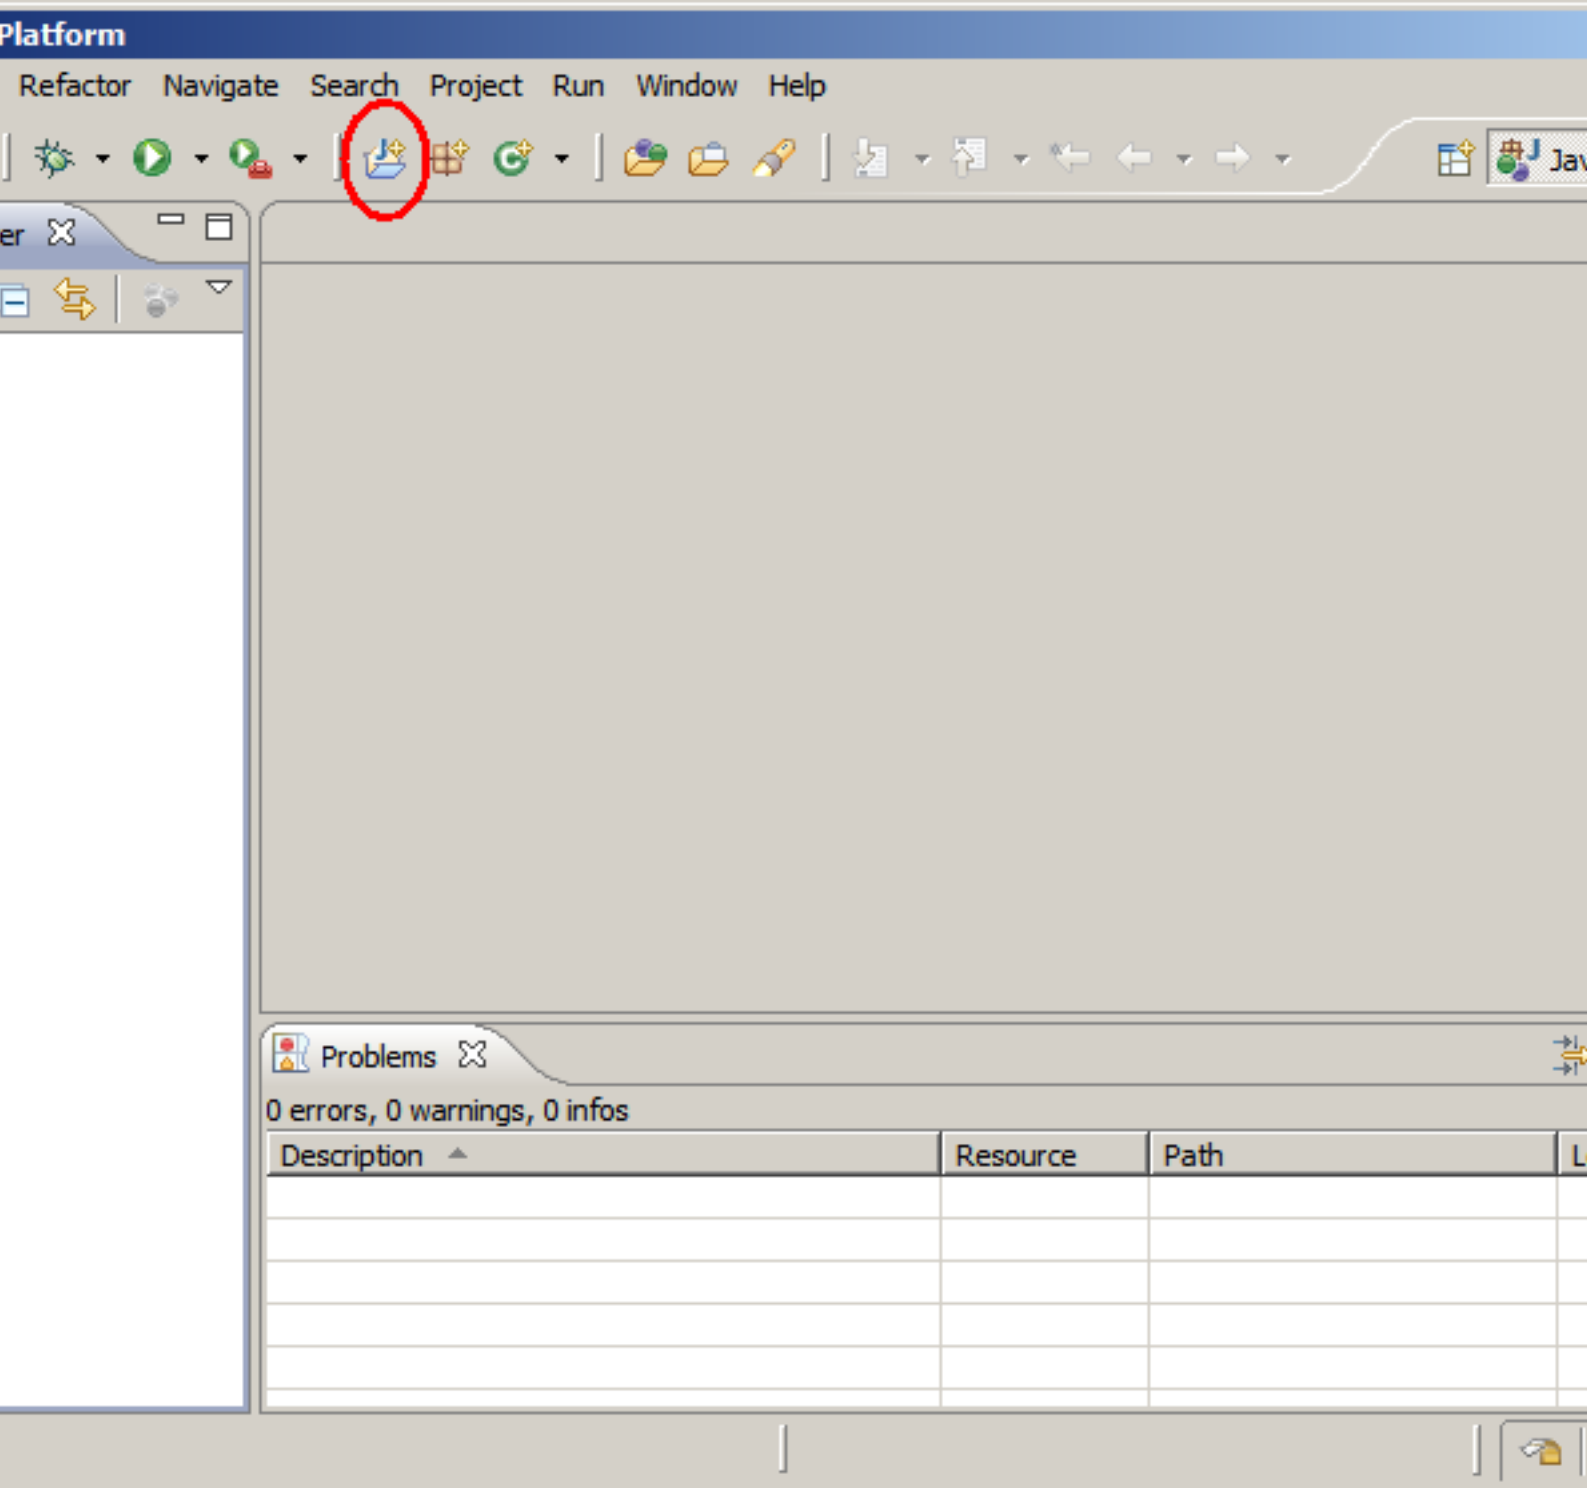 Platform
Refactor Navigate Search Project Run Window Help
Jav
er
Problems
0 errors, 0 warnings, 0 infos
Description Resource Path L